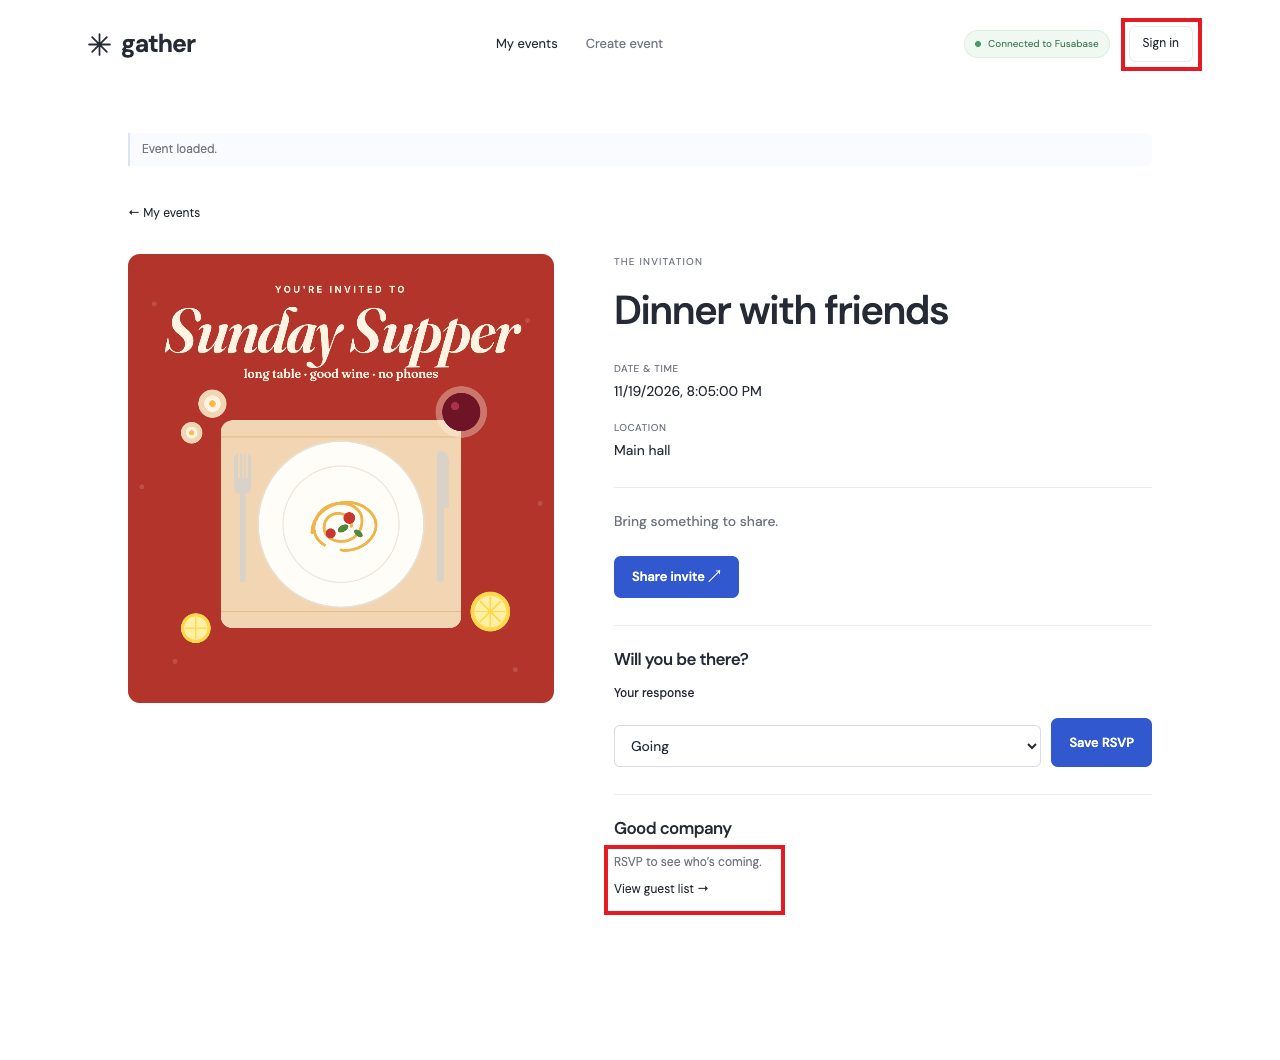 gather
My events
Create event
Connected to Fusabase
Sign in
Event loaded.
← My events
YOU'RE INVITED TO
Sunday Supper
long table · good wine · no phones
THE INVITATION
Dinner with friends
DATE & TIME
11/19/2026, 8:05:00 PM
LOCATION
Main hall
Bring something to share.
Share invite ↗
Will you be there?
Your response
Going
Save RSVP
Good company
RSVP to see who's coming.
View guest list →